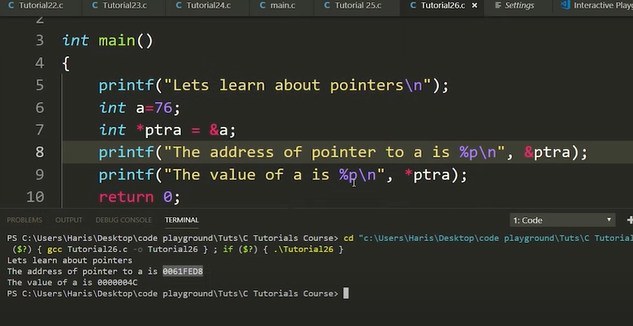 Tutorial22.c Tutorial23.c Tutorial24.c main.c Tutorial 25.c Tutorial26.c × Settings Interactive Playg
2
3 int main()
4 {
5 printf("Lets learn about pointers\n");
6 int a=76;
7 int *ptra = &a;
8 printf("The address of pointer to a is %p\n", &ptra);
9 printf("The value of a is %p\n", *ptra);
10 return 0;
PROBLEMS OUTPUT DEBUG CONSOLE TERMINAL 1: Code
PS C:\Users\Haris\Desktop\code playground\Tuts\C Tutorials Course> cd "c:\Users\Haris\Desktop\code playground\Tuts\C Tutorial
($?) { gcc Tutorial26.c -o Tutorial26 } ; if ($?) { .\Tutorial26 }
Lets learn about pointers
The address of pointer to a is 0061FED8
The value of a is 0000004C
PS C:\Users\Haris\Desktop\code playground\Tuts\C Tutorials Course>